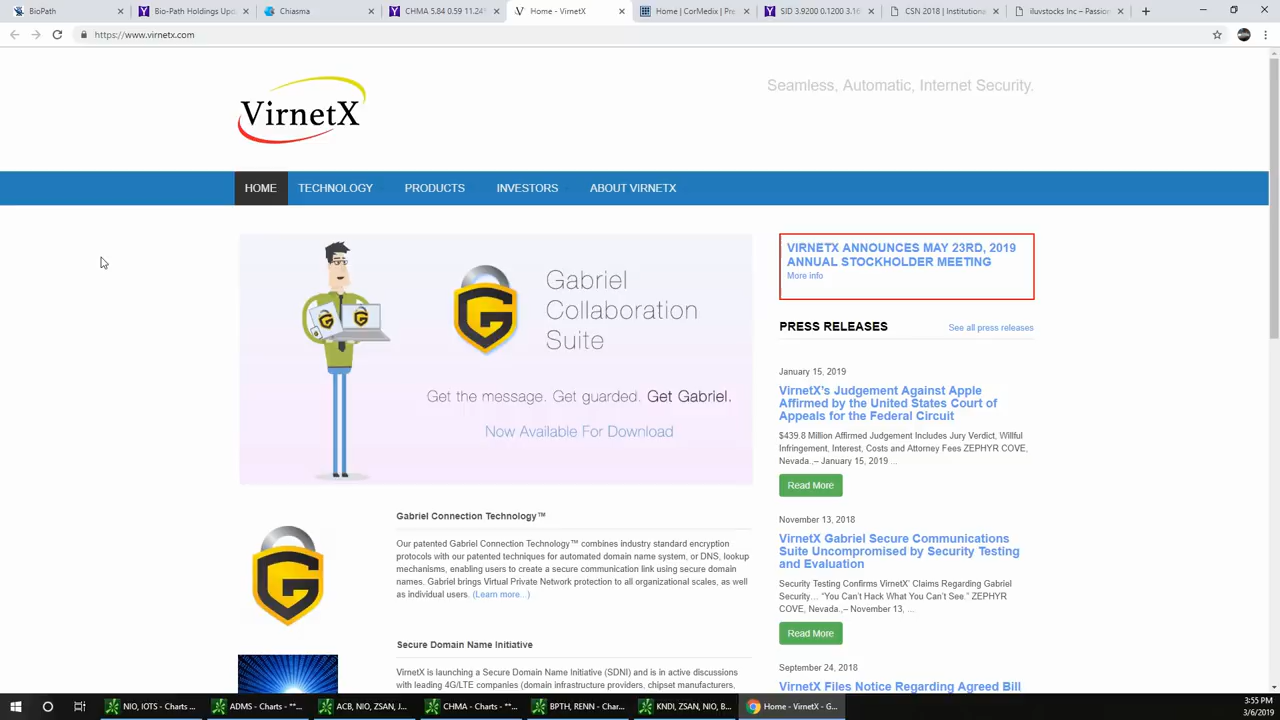 BioPath
Bio-Path Holdings Upd
Chiasma
CHMA 5.84 0.59 11.24
Home - VirnetX
Home | CorMedix | Pres
SID 3.9200 0.1200 3.16
CSN 2018 | Institutional
iluvstocks Inc – Passion
https://www.virnetx.com
VirnetX
Seamless, Automatic, Internet Security.
HOME
TECHNOLOGY
PRODUCTS
INVESTORS
ABOUT VIRNETX
Gabriel
Collaboration
Suite
Get the message. Get guarded. Get Gabriel.
Now Available For Download
VIRNETX ANNOUNCES MAY 23RD, 2019
ANNUAL STOCKHOLDER MEETING
More info
PRESS RELEASES
See all press releases
January 15, 2019
VirnetX's Judgement Against Apple
Affirmed by the United States Court of
Appeals for the Federal Circuit
$439.8 Million Affirmed Judgement Includes Jury Verdict, Willful
Infringement, Interest, Costs and Attorney Fees ZEPHYR COVE,
Nevada.,– January 15, 2019 ...
Read More
November 13, 2018
VirnetX Gabriel Secure Communications
Suite Uncompromised by Security Testing
and Evaluation
Security Testing Confirms VirnetX' Claims Regarding Gabriel
Security… "You Can't Hack What You Can't See." ZEPHYR
COVE, Nevada.,– November 13, ...
Read More
September 24, 2018
VirnetX Files Notice Regarding Agreed Bill
Gabriel Connection Technology™
Our patented Gabriel Connection Technology™ combines industry standard encryption
protocols with our patented techniques for automated domain name system, or DNS, lookup
mechanisms, enabling users to create a secure communication link using secure domain
names. Gabriel brings Virtual Private Network protection to all organizational scales, as well
as individual users. (Learn more...)
Secure Domain Name Initiative
VirnetX is launching a Secure Domain Name Initiative (SDNI) and is in active discussions
with leading 4G/LTE companies (domain infrastructure providers, chipset manufacturers,
NIO, IOTS - Charts ...
ADMS - Charts - **...
ACB, NIO, ZSAN, J...
CHMA - Charts - **...
BPTH, RENN - Char...
KNDI, ZSAN, NIO, B...
Home - VirnetX - G...
3:55 PM
3/6/2019